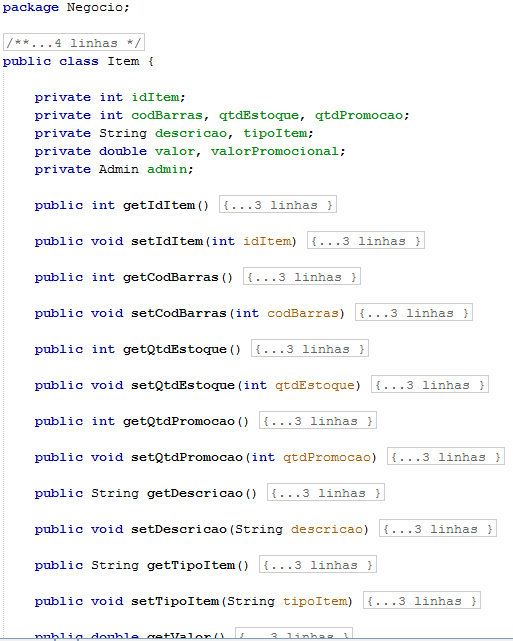 package Negocio;
/**...4 linhas */
public class Item {
private int idItem;
private int codBarras, qtdEstoque, qtdPromocao;
private String descricao, tipoItem;
private double valor, valorPromocional;
private Admin admin;
public int getIdItem() {...3 linhas }
public void setIdItem(int idItem) {...3 linhas }
public int getCodBarras() {...3 linhas }
public void setCodBarras(int codBarras) {...3 linhas }
public int getQtdEstoque() {...3 linhas }
public void setQtdEstoque(int qtdEstoque) {...3 linhas }
public int getQtdPromocao() {...3 linhas }
public void setQtdPromocao(int qtdPromocao) {...3 linhas }
public String getDescricao() {...3 linhas }
public void setDescricao(String descricao) {...3 linhas }
public String getTipoItem() {...3 linhas }
public void setTipoItem(String tipoItem) {...3 linhas }
public double getValor() {...3 linhas }